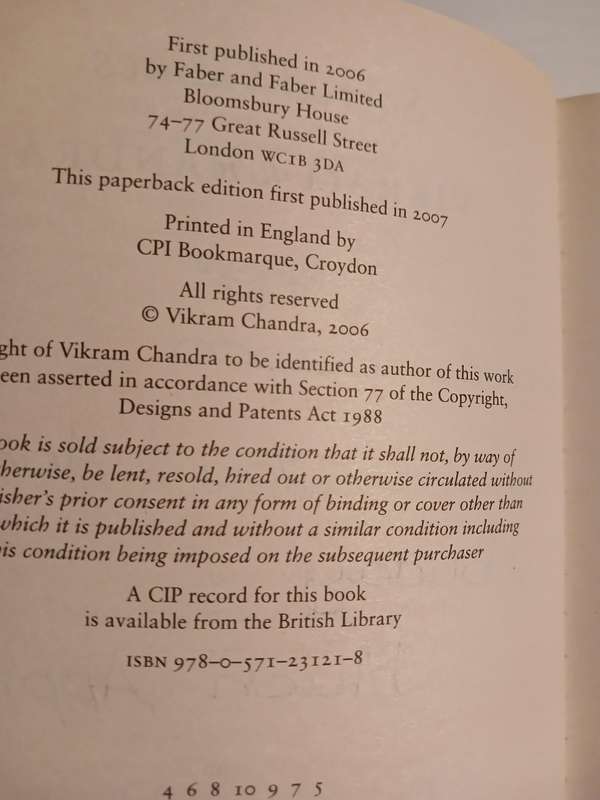 First published in 2006
by Faber and Faber Limited
Bloomsbury House
74–77 Great Russell Street
London WC1B 3DA
This paperback edition first published in 2007
Printed in England by
CPI Bookmarque, Croydon
All rights reserved
© Vikram Chandra, 2006
ght of Vikram Chandra to be identified as author of this work
een asserted in accordance with Section 77 of the Copyright,
Designs and Patents Act 1988
ook is sold subject to the condition that it shall not, by way of
herwise, be lent, resold, hired out or otherwise circulated without
isher's prior consent in any form of binding or cover other than
which it is published and without a similar condition including
is condition being imposed on the subsequent purchaser
A CIP record for this book
is available from the British Library
ISBN 978–0–571–23121–8
4 6 8 10 9 7 5